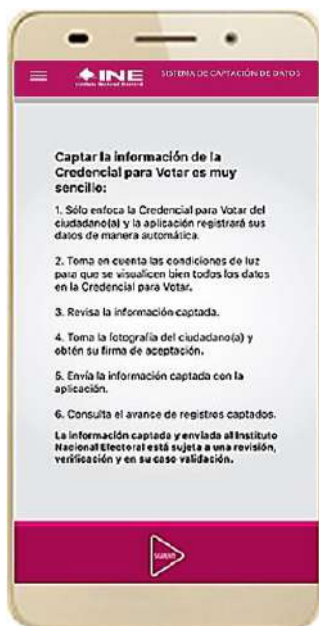 INE
Instituto Nacional Electoral
SISTEMA DE CAPTACIÓN DE DATOS
Captar la información de la
Credencial para Votar es muy
sencillo:
1. Sólo enfoca la Credencial para Votar del
ciudadano(a) y la aplicación registrará sus
datos de manera automática.
2. Toma en cuenta las condiciones de luz
para que se visualicen bien todos los datos
en la Credencial para Votar.
3. Revisa la información captada.
4. Toma la fotografía del ciudadano(a) y
obtén su firma de aceptación.
5. Envía la información captada con la
aplicación.
6. Consulta el avance de registros captados.
La información captada y enviada al Instituto
Nacional Electoral está sujeta a una revisión,
verificación y en su caso validación.